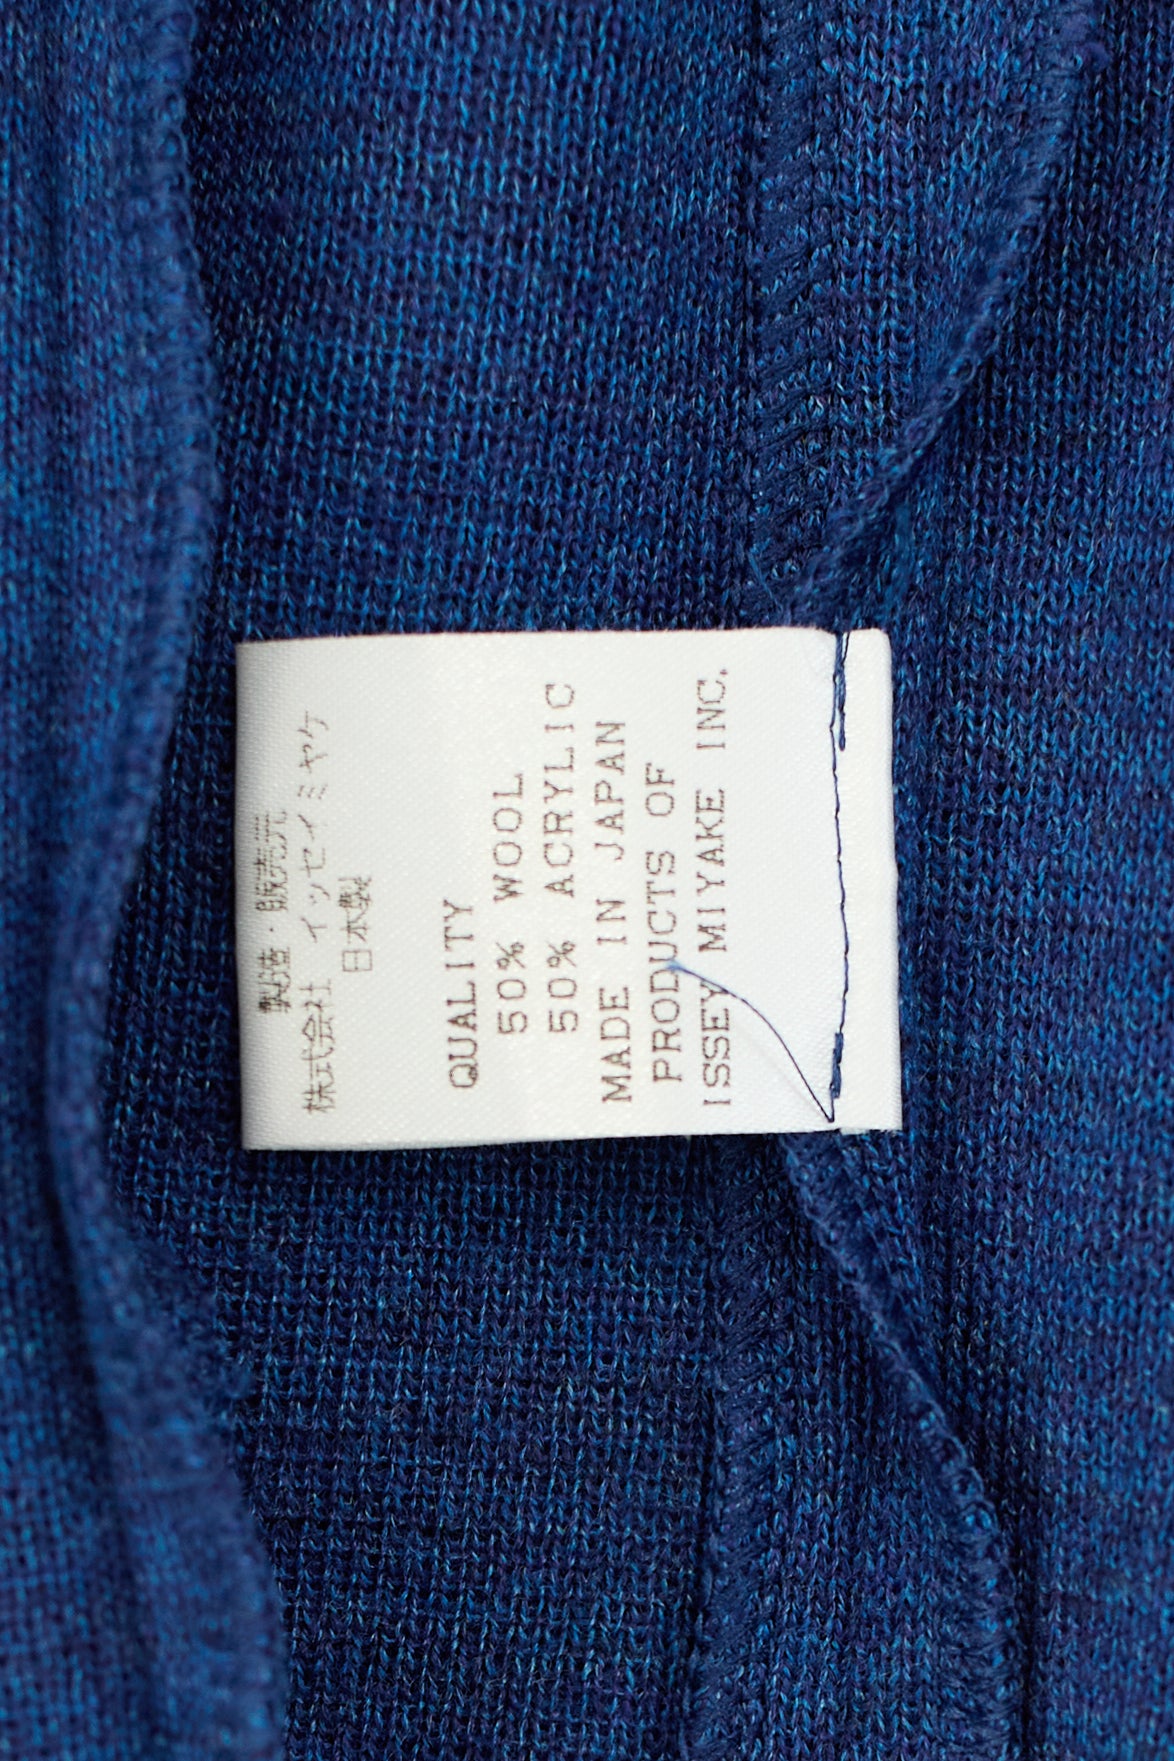 製造・販売元
株式会社 イッセイミヤケ
日本製
QUALITY
50% WOOL
50% ACRYLIC
MADE IN JAPAN
PRODUCTS OF
ISSEY MIYAKE INC.